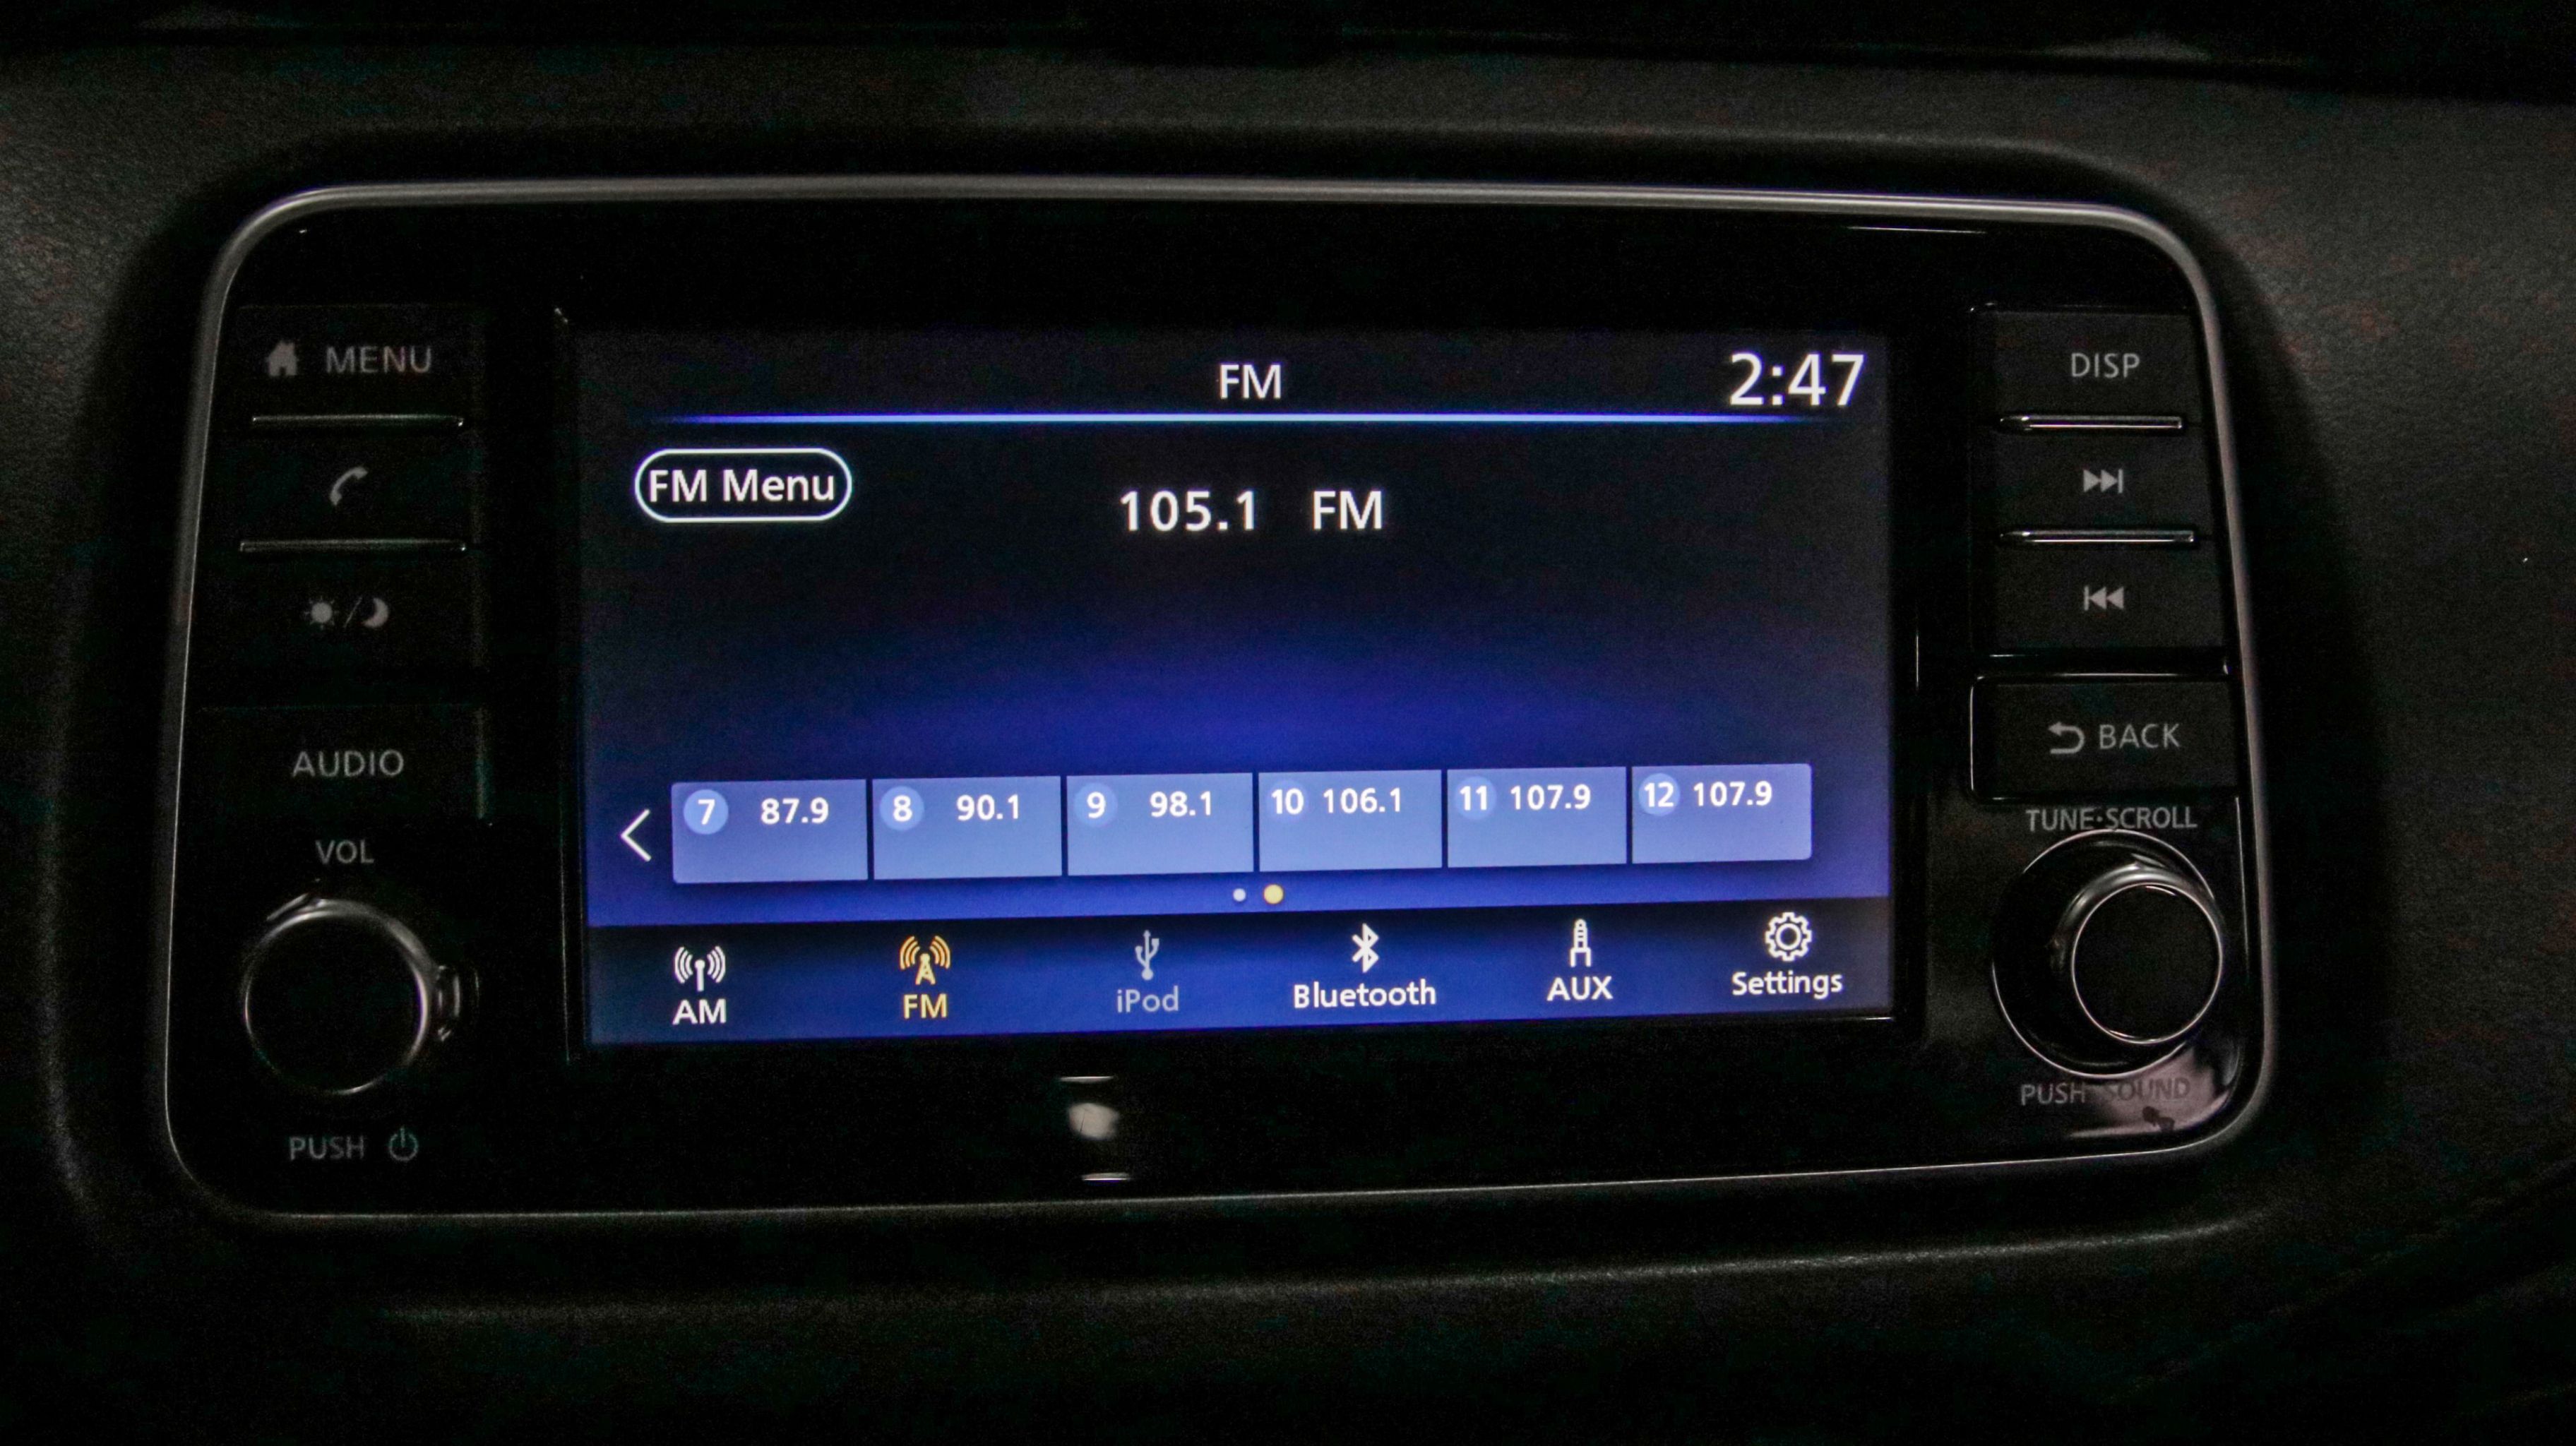 MENU
AUDIO
VOL
PUSH
FM
2:47
FM Menu
105.1 FM
7 87.9
8 90.1
9 98.1
10 106.1
11 107.9
12 107.9
AM
FM
iPod
Bluetooth
AUX
Settings
DISP
BACK
TUNE·SCROLL
PUSH SOUND